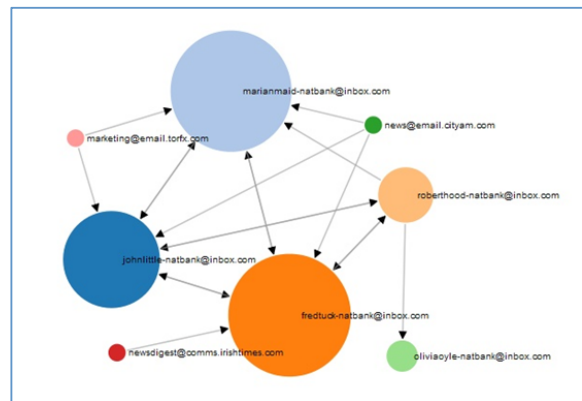 marianmaid-natbank@inbox.com
news@email.cityam.com
marketing@email.torfx.com
roberthood-natbank@inbox.com
johnlittle-natbank@inbox.com
fredtuck-natbank@inbox.com
newsdigest@comms.irishtimes.com
oliviaoyle-natbank@inbox.com